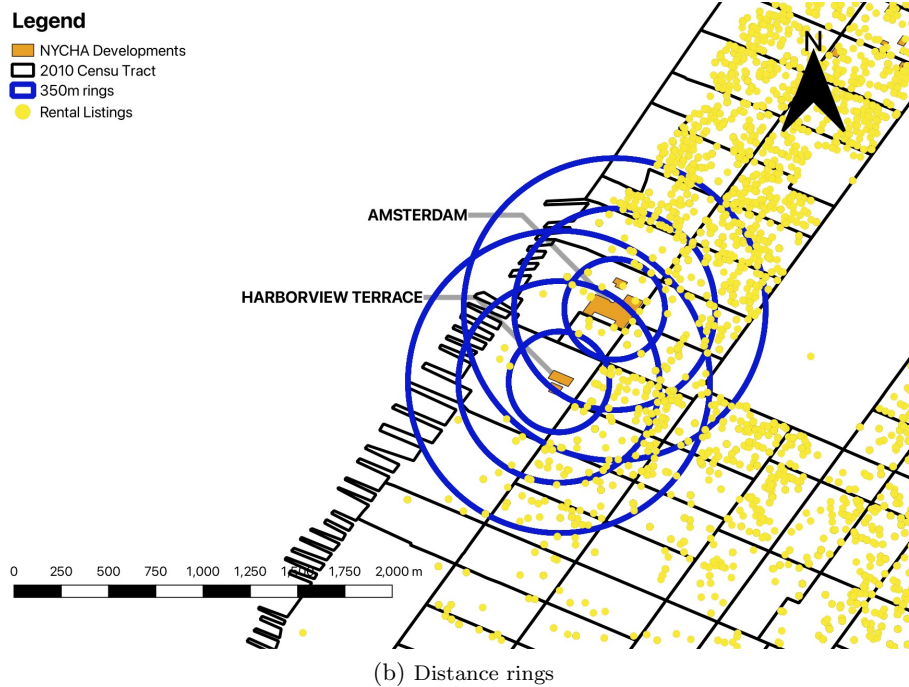 Legend
NYCHA Developments
2010 Censu Tract
350m rings
Rental Listings
N
AMSTERDAM
HARBORVIEW TERRACE
0 250 500 750 1,000 1,250 1,500 1,750 2,000 m
(b) Distance rings